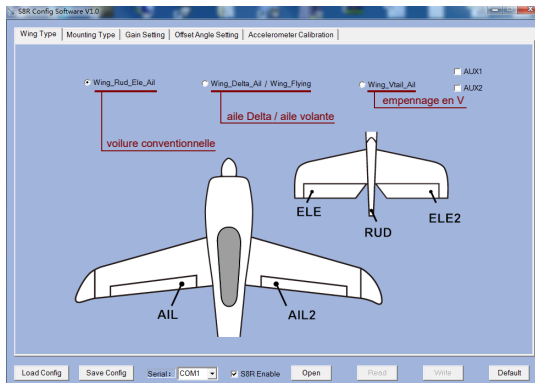 S8R Config Software V1.0
Wing Type Mounting Type Gain Setting Offset Angle Setting Accelerometer Calibration
AUX1
Wing_Rud_Ele_Ail Wing_Delta_Ail / Wing_Flying Wing_Vtail_Ail
AUX2
empennage en V
aile Delta / aile volante
voilure conventionnelle
ELE ELE2
RUD
AIL AIL2
Load Config Save Config Serial: COM1 S8R Enable Open Read Write Default